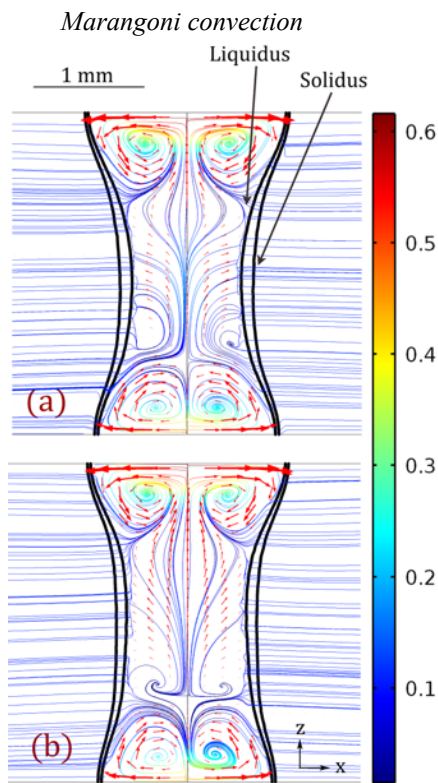 Marangoni convection
Liquidus
1 mm
Solidus
0.6
0.5
0.4
(a)
0.3
0.2
0.1
(b)
z
x